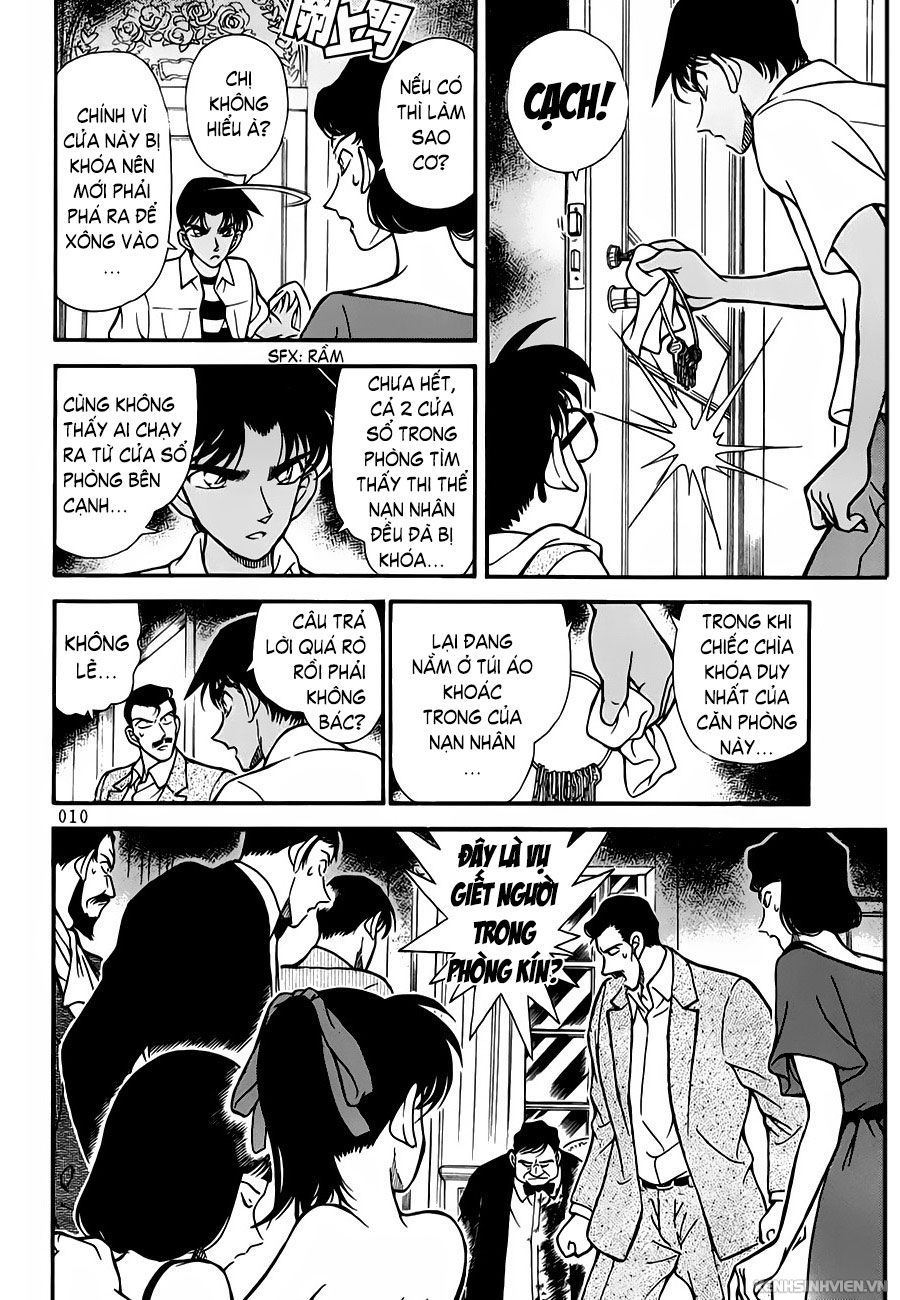 CẠCH!
關上門
NẾU CÓ
THÌ LÀM
SAO
CƠ?
CHỊ
KHÔNG
HIỂU À?
CHÍNH VÌ
CỬA NÀY BỊ
KHÓA NÊN
MỚI PHẢI
PHÁ RA ĐỂ
XÔNG VÀO
...
SFX: RẦM
CHƯA HẾT,
CẢ 2 CỬA
SỔ TRONG
PHÒNG TÌM
THẤY THI THỂ
NẠN NHÂN
ĐỀU ĐÃ BỊ
KHÓA...
CŨNG KHÔNG
THẤY AI CHẠY
RA TỪ CỬA SỔ
PHÒNG BÊN
CẠNH...
TRONG KHI
CHIẾC CHÌA
KHÓA DUY
NHẤT CỦA
CĂN PHÒNG
NÀY...
LẠI ĐANG
NẰM Ở TÚI ÁO
KHOÁC
TRONG CỦA
NẠN NHÂN
...
CÂU TRẢ
LỜI QUÁ RÕ
RỒI PHẢI
KHÔNG
BÁC?
KHÔNG
LẼ...
010
ĐÂY LÀ VỤ
GIẾT NGƯỜI
TRONG
PHÒNG KÍN?
KENHSINHVIEN.VN